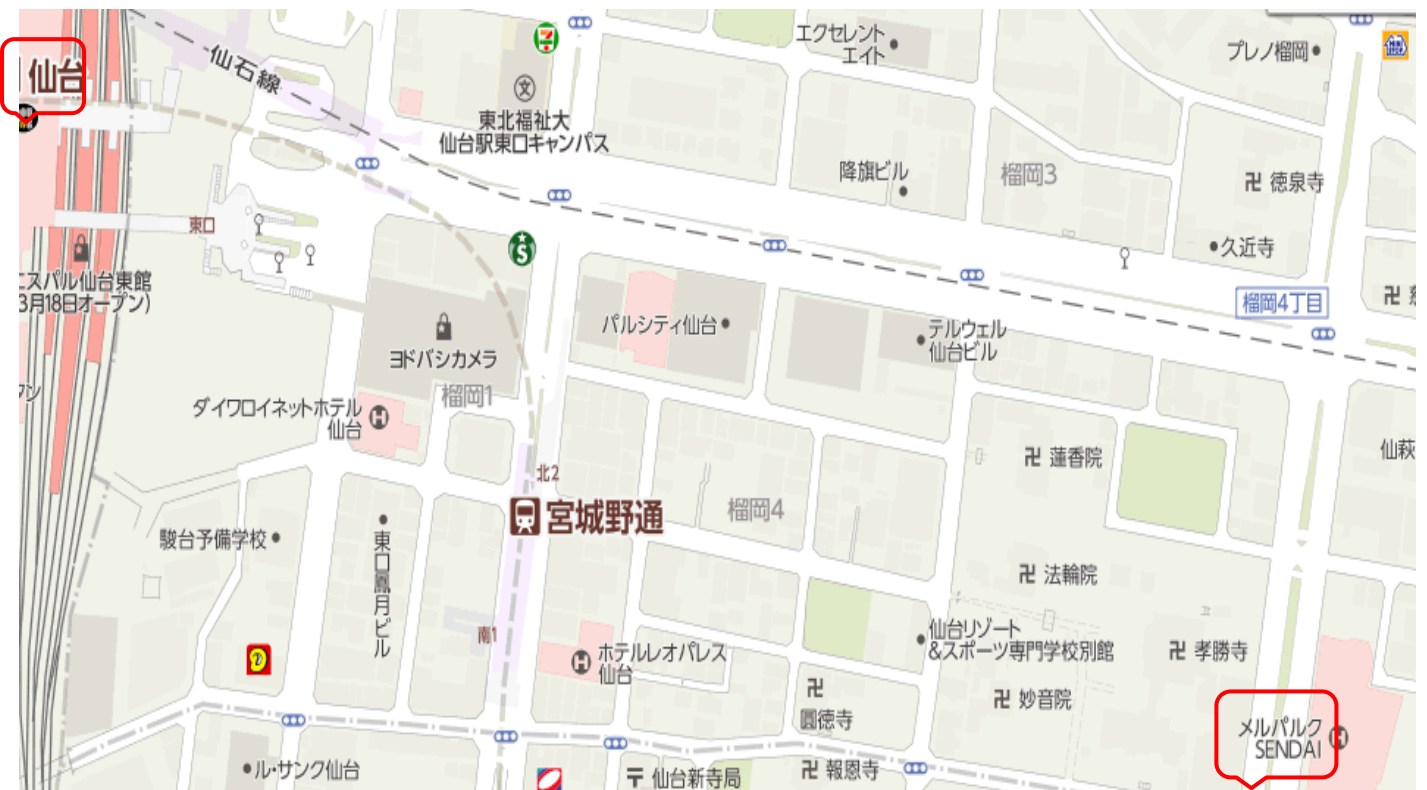 仙台
仙石線
エクセレント
エイト
プレノ榴岡
東北福祉大
仙台駅東口キャンパス
降旗ビル
榴岡3
徳泉寺
久近寺
東口
S
エスパル仙台東館
3月18日オープン)
榴岡4丁目
パルシティ仙台
テルウェル
仙台ビル
ヨドバシカメラ
榴岡1
ダイワロイネットホテル
仙台
H
蓮香院
仙萩
北2
宮城野通
榴岡4
駿台予備学校
東口鳳月ビル
法輪院
南1
ホテルレオパレス
仙台
H
仙台リゾート
&スポーツ専門学校別館
孝勝寺
圓徳寺
妙音院
メルパルク
SENDAI
H
ル・サンク仙台
〒 仙台新寺局
報恩寺